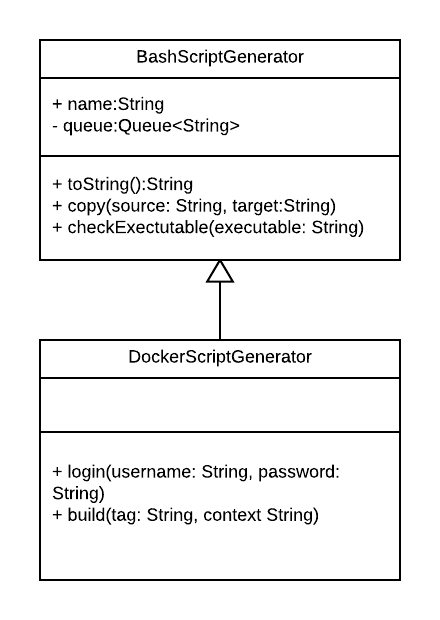 BashScriptGenerator
+ name:String
- queue:Queue<String>
+ toString():String
+ copy(source: String, target:String)
+ checkExectutable(executable: String)
DockerScriptGenerator
+ login(username: String, password:
String)
+ build(tag: String, context String)